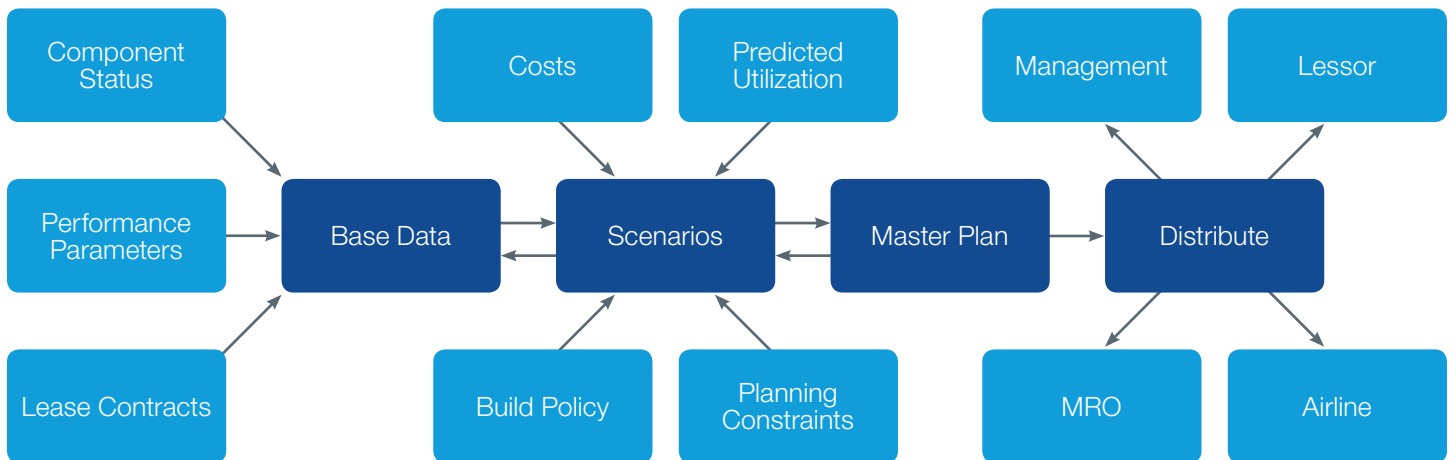 Component
Status
Costs
Predicted
Utilization
Management
Lessor
Performance
Parameters
Base Data
Scenarios
Master Plan
Distribute
Lease Contracts
Build Policy
Planning
Constraints
MRO
Airline